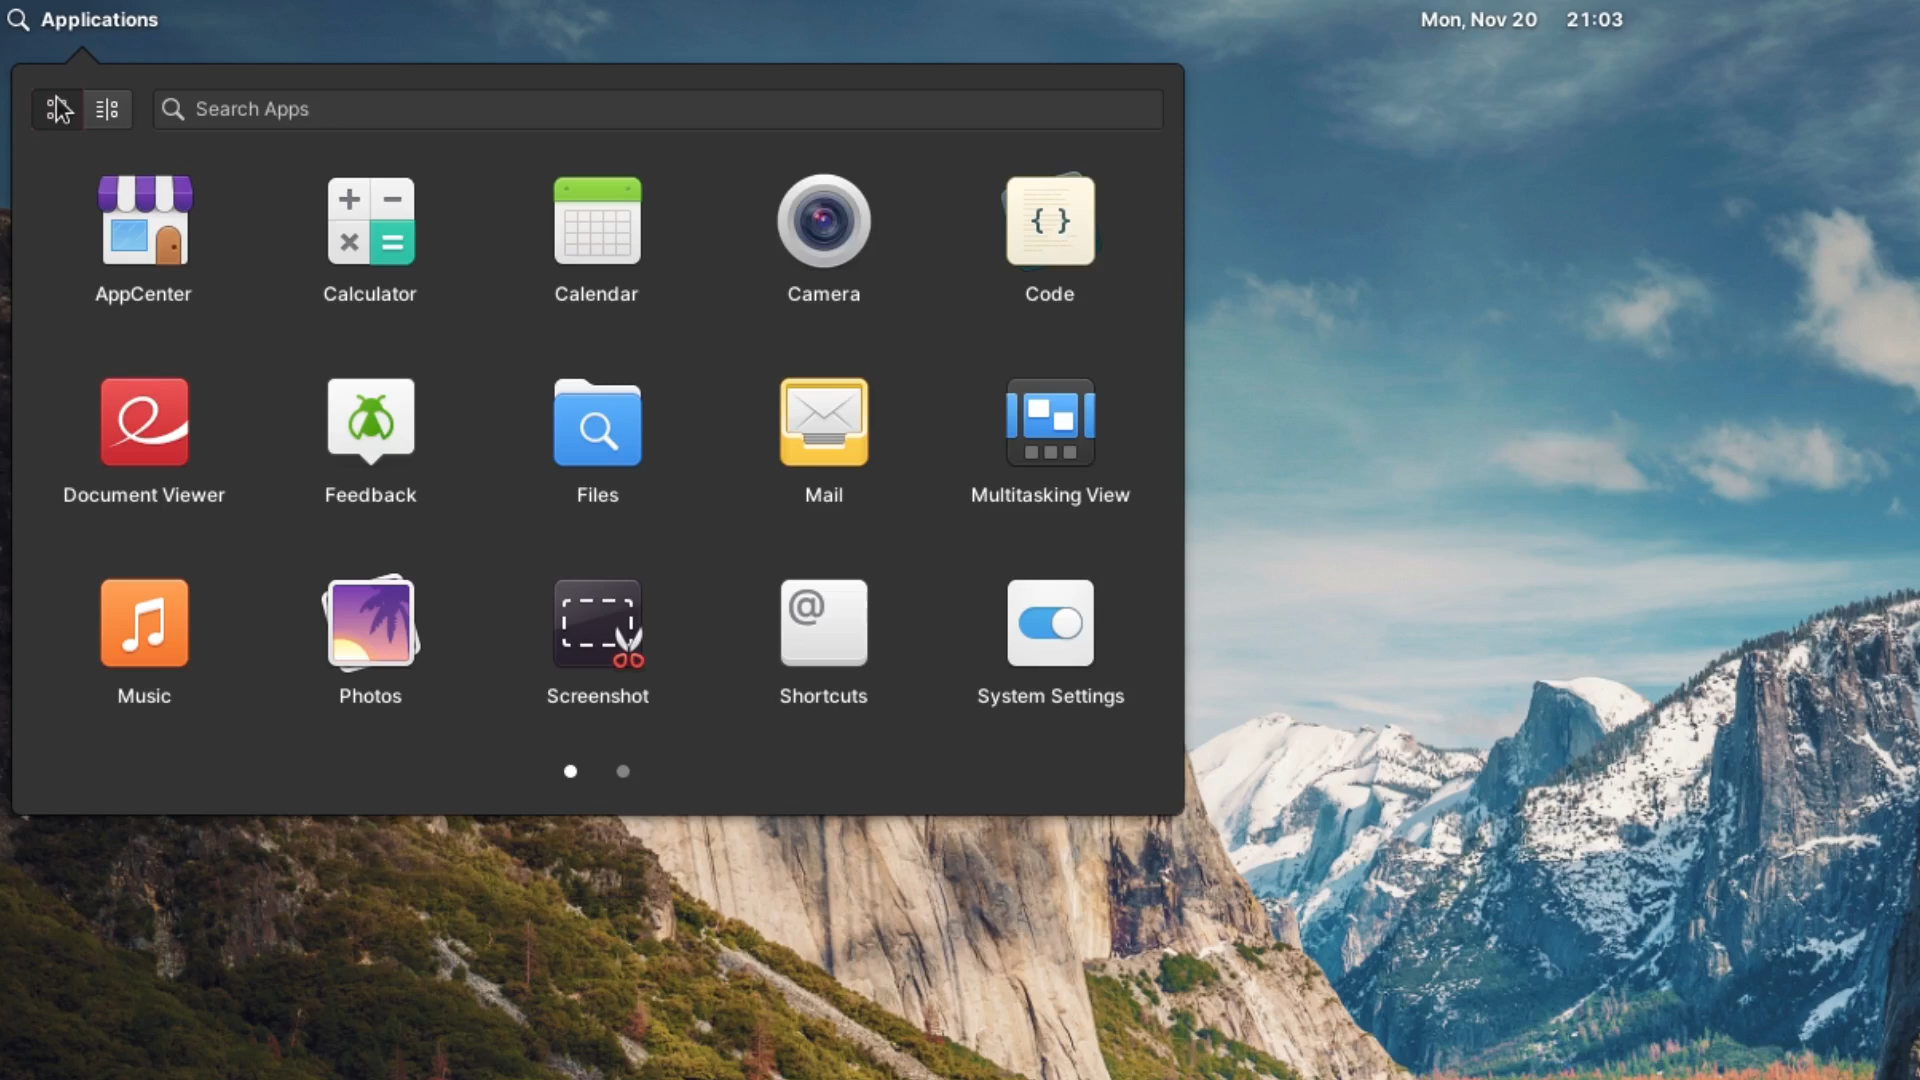 Applications
Mon, Nov 20 21:03
Search Apps
AppCenter Calculator Calendar Camera Code
Document Viewer Feedback Files Mail Multitasking View
Music Photos Screenshot Shortcuts System Settings